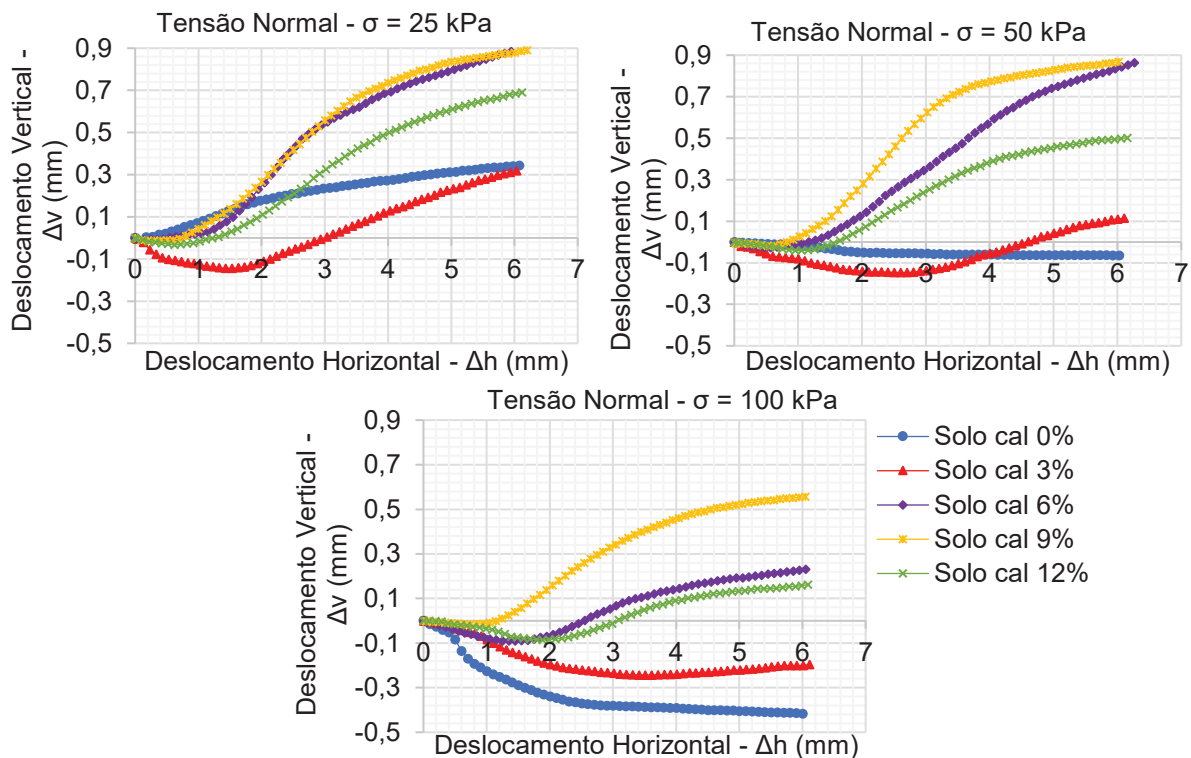 Tensão Normal - σ = 25 kPa
Deslocamento Vertical -
Δv (mm)
0,9
0,7
0,5
0,3
0,1
-0,1
-0,3
-0,5
0 1 2 3 4 5 6 7
Deslocamento Horizontal - Δh (mm)
Tensão Normal - σ = 50 kPa
Deslocamento Vertical -
Δv (mm)
0,9
0,7
0,5
0,3
0,1
-0,1
-0,3
-0,5
0 1 2 3 4 5 6 7
Deslocamento Horizontal - Δh (mm)
Tensão Normal - σ = 100 kPa
Deslocamento Vertical -
Δv (mm)
0,9
0,7
0,5
0,3
0,1
-0,1
-0,3
-0,5
0 1 2 3 4 5 6 7
Deslocamento Horizontal - Δh (mm)
Solo cal 0%
Solo cal 3%
Solo cal 6%
Solo cal 9%
Solo cal 12%